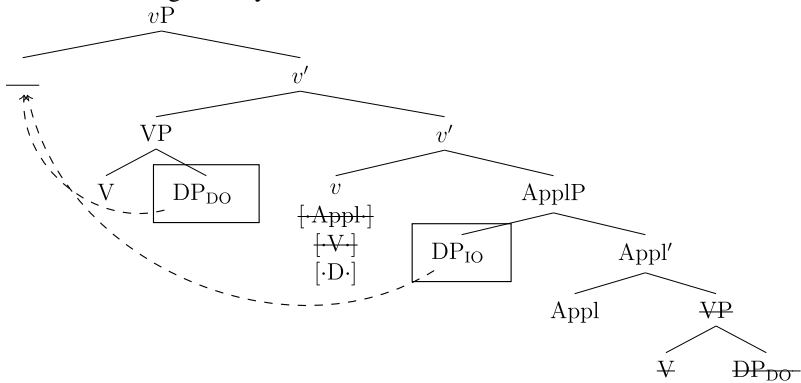 vP
v′
VP
v′
V
DP_DO
v
ApplP
[·Appl·]
[·V·]
[·D·]
DP_IO
Appl′
Appl
VP
V
DP_DO